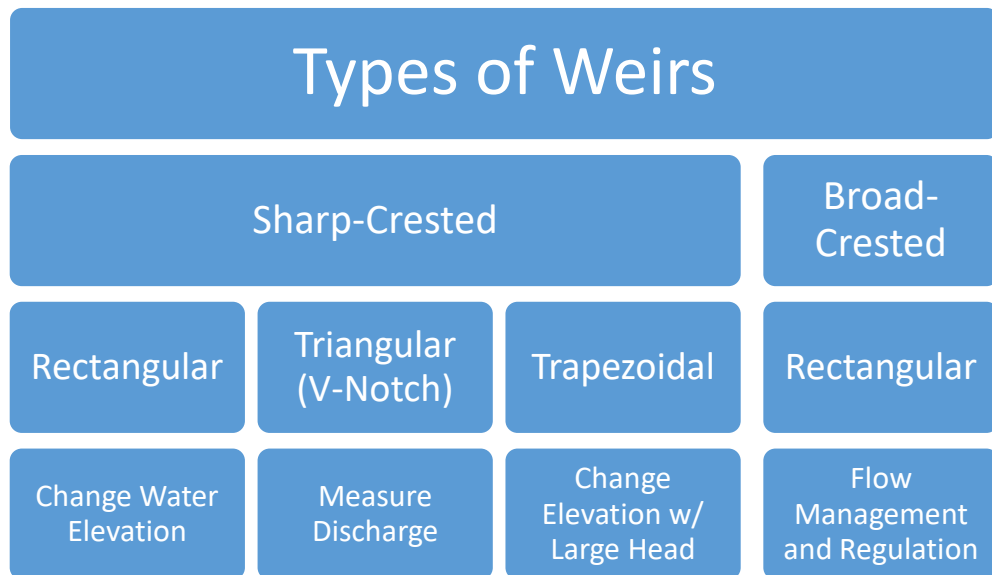 Types of Weirs
Sharp-Crested
Broad-
Crested
Rectangular
Triangular
(V-Notch)
Trapezoidal
Rectangular
Change Water
Elevation
Measure
Discharge
Change
Elevation w/
Large Head
Flow
Management
and Regulation